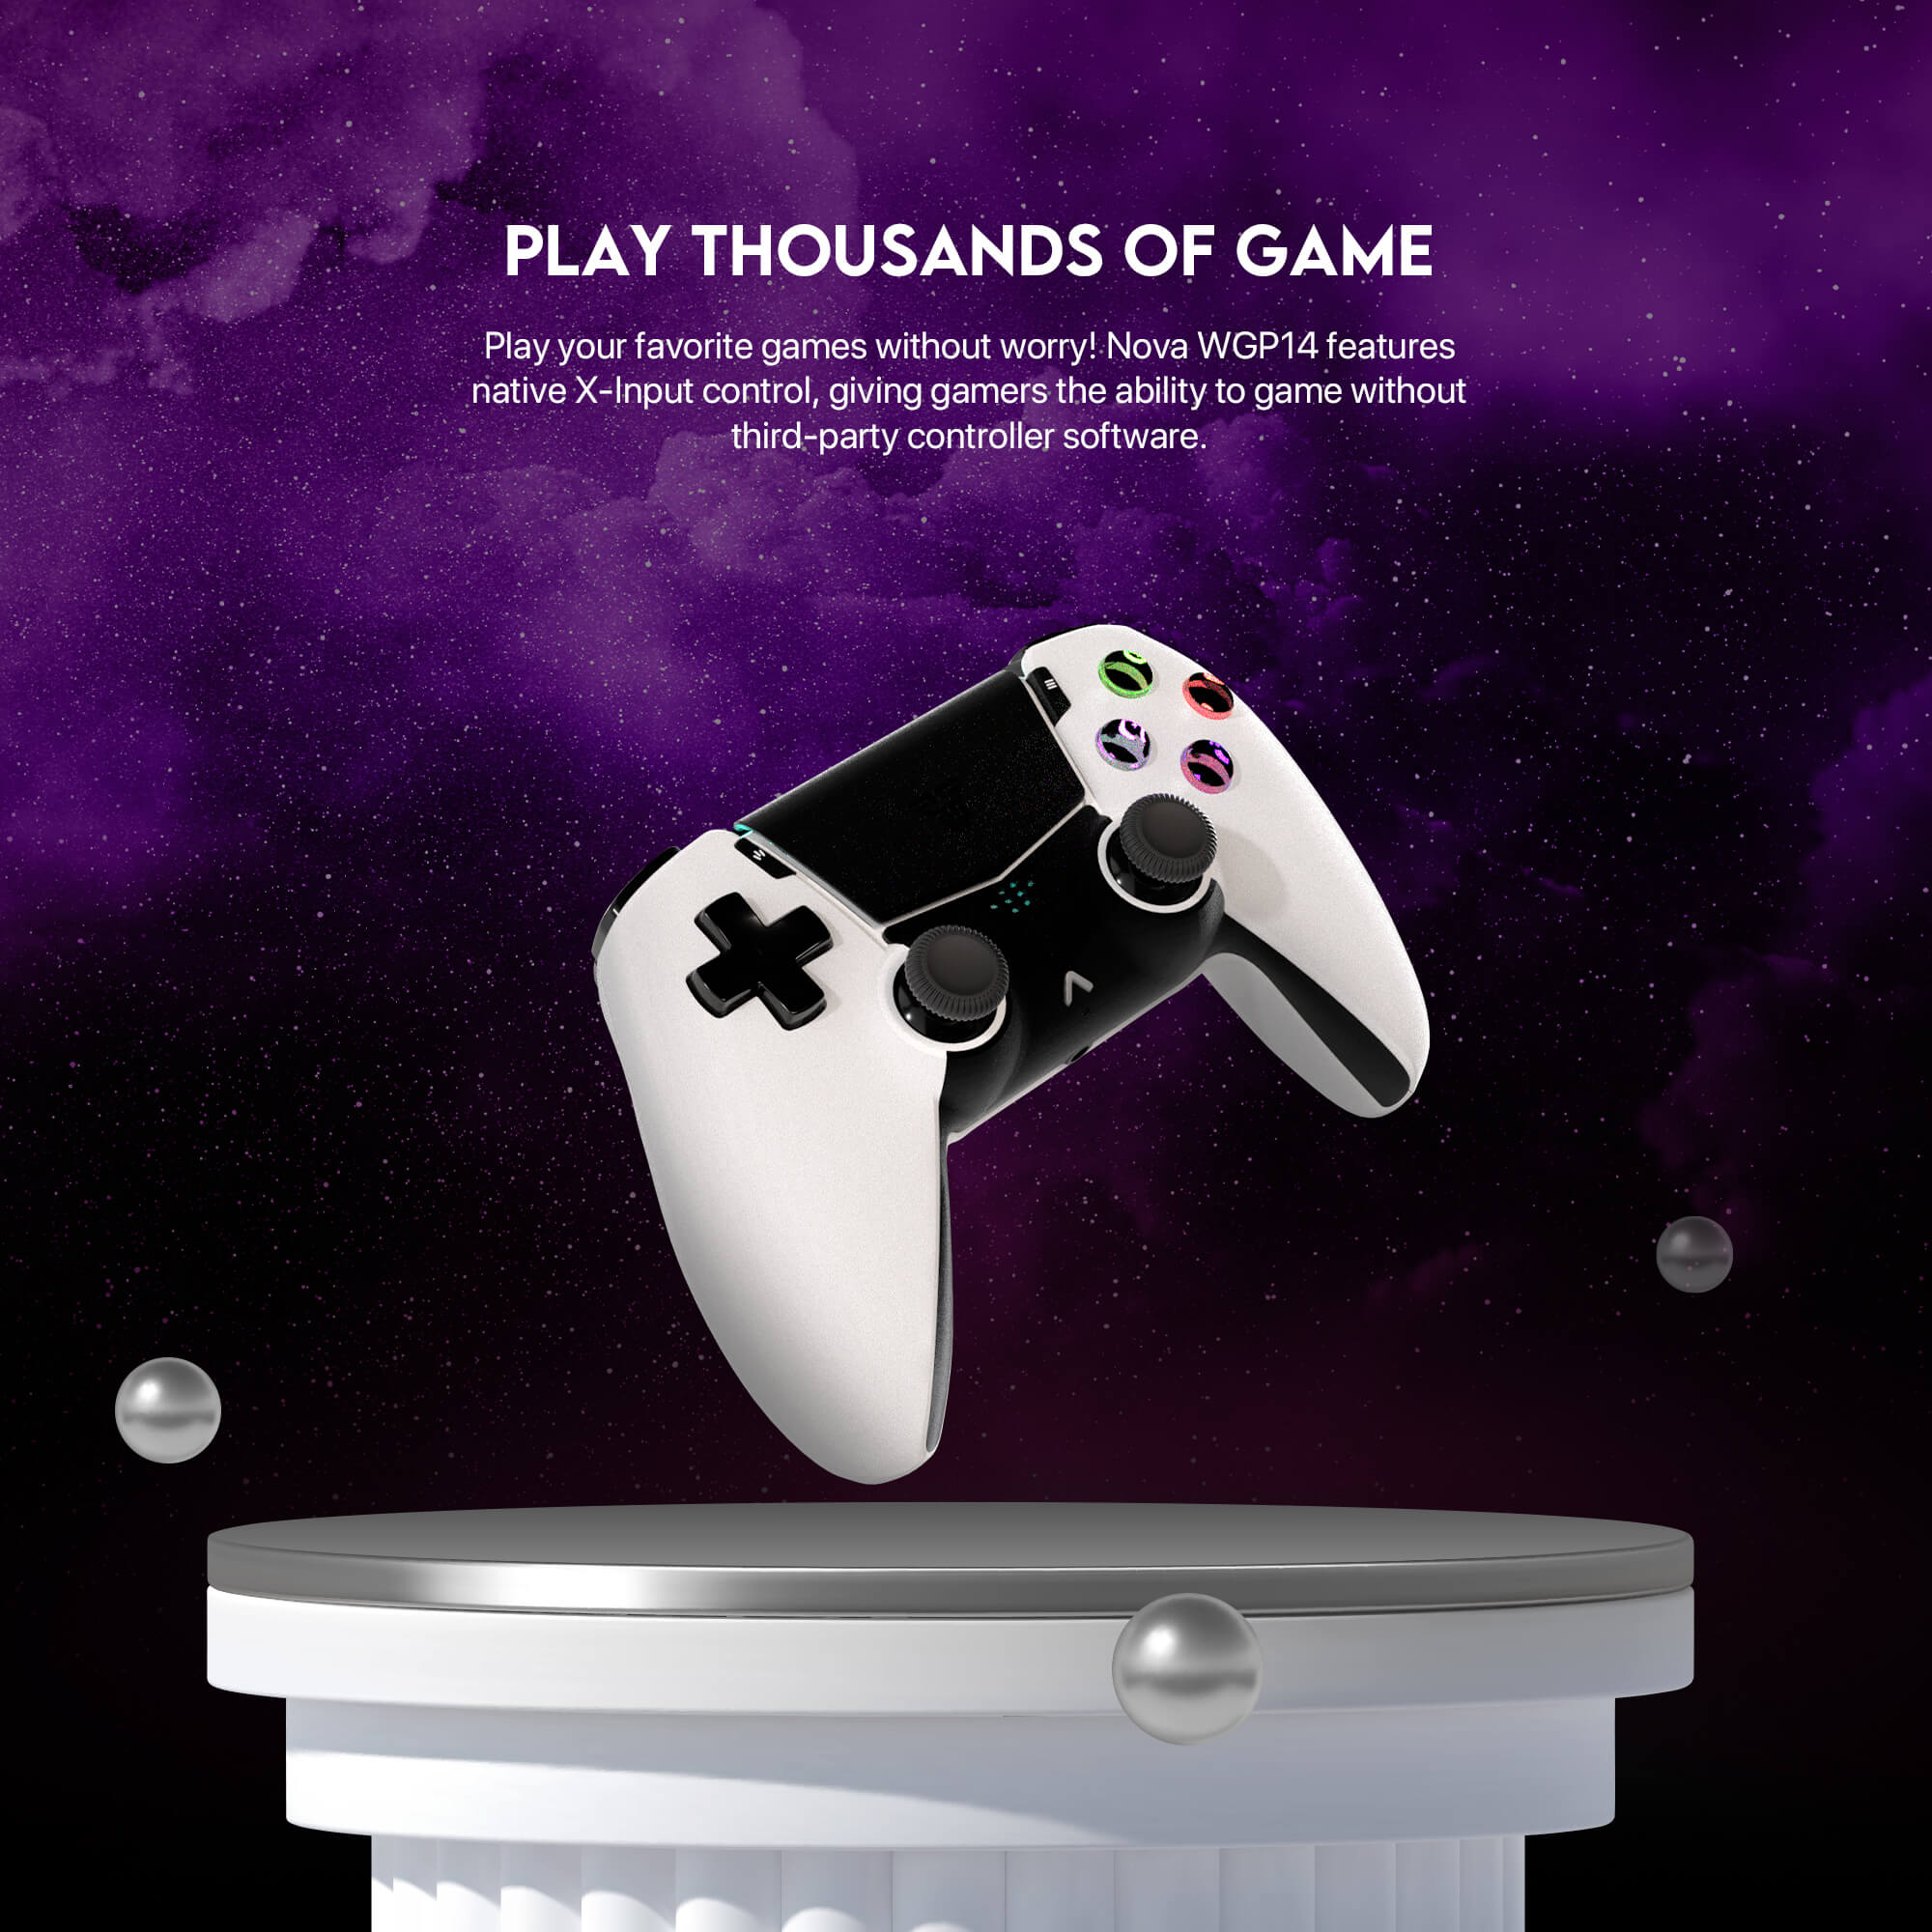 PLAY THOUSANDS OF GAME
Play your favorite games without worry! Nova WGP14 features
native X-Input control, giving gamers the ability to game without
third-party controller software.